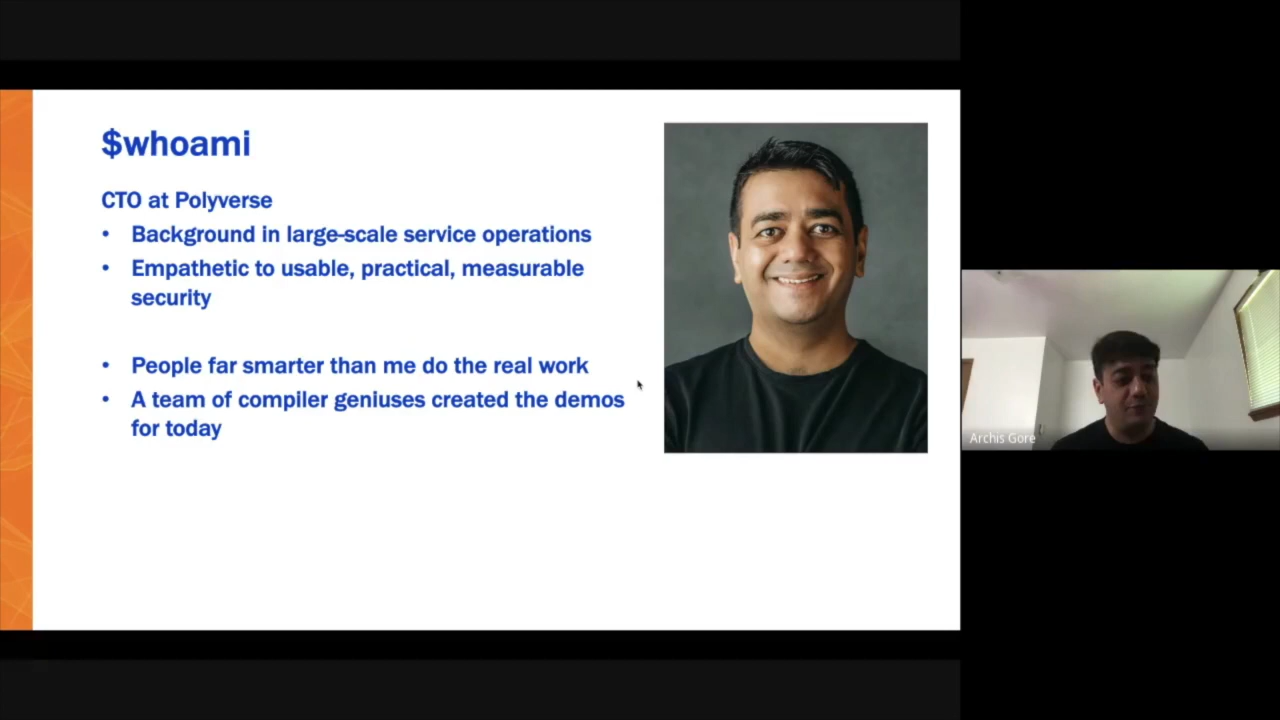 $whoami
CTO at Polyverse
• Background in large-scale service operations
• Empathetic to usable, practical, measurable
security
• People far smarter than me do the real work
• A team of compiler geniuses created the demos
for today
Archis Gore